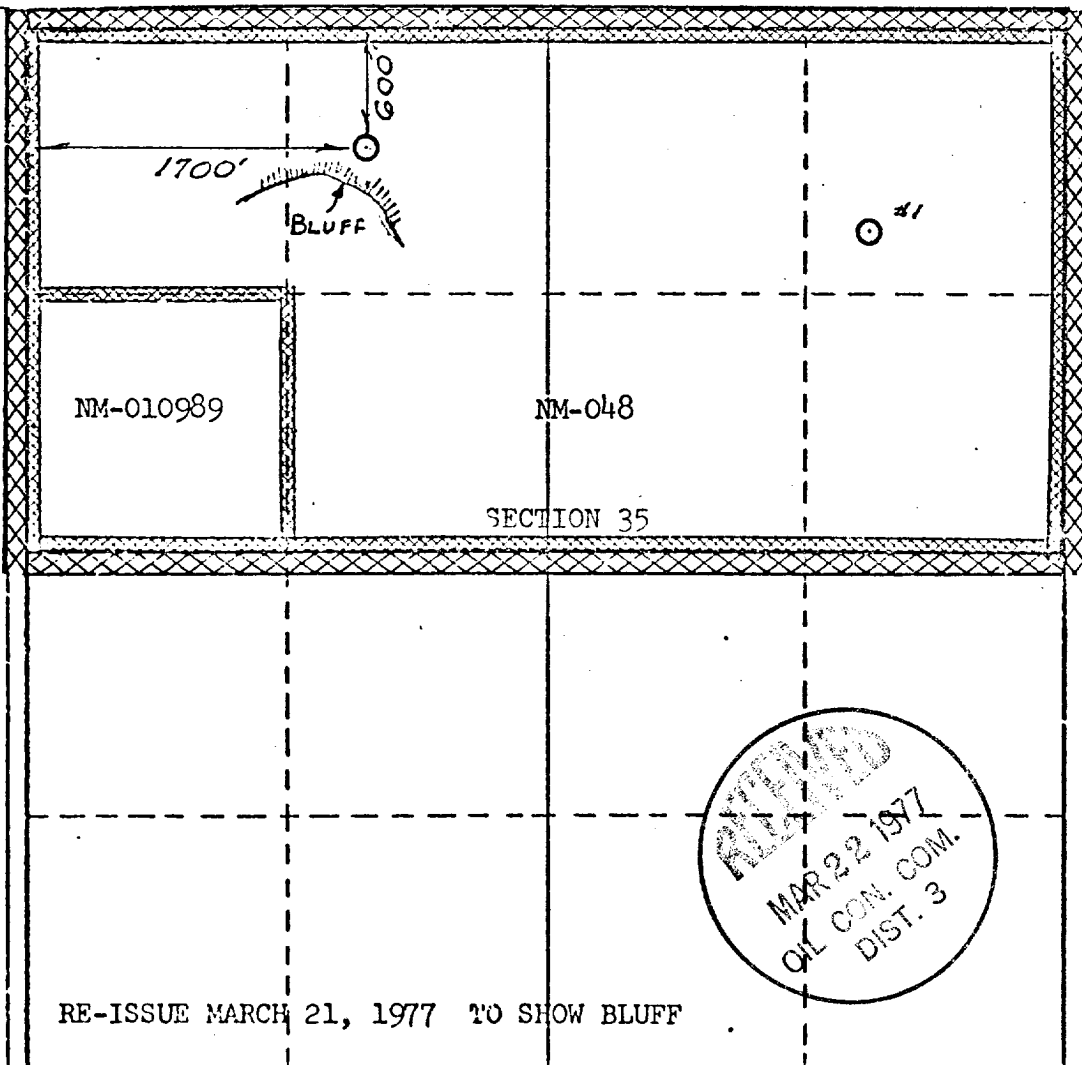 600'
1700'
BLUFF
#1
NM-010989
NM-048
SECTION 35
RECEIVED
MAR 22 1977
OIL CON. COM.
DIST. 3
RE-ISSUE MARCH 21, 1977 TO SHOW BLUFF